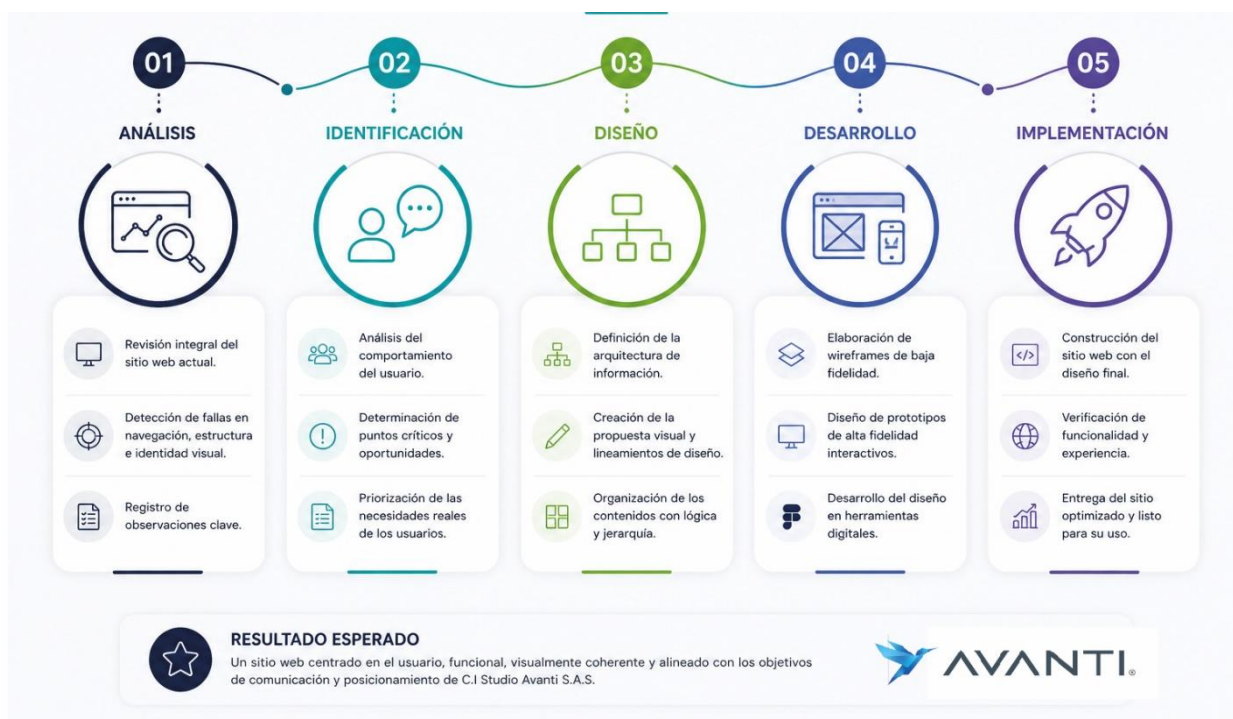 01
02
03
04
05
ANÁLISIS
IDENTIFICACIÓN
DISEÑO
DESARROLLO
IMPLEMENTACIÓN
Revisión integral del
sitio web actual.
Detección de fallas en
navegación, estructura
e identidad visual.
Registro de
observaciones clave.
Análisis del
comportamiento
del usuario.
Determinación de
puntos críticos y
oportunidades.
Priorización de las
necesidades reales
de los usuarios.
Definición de la
arquitectura de
información.
Creación de la
propuesta visual y
lineamientos de diseño.
Organización de los
contenidos con lógica
y jerarquía.
Elaboración de
wireframes de baja
fidelidad.
Diseño de prototipos
de alta fidelidad
interactivos.
Desarrollo del diseño
en herramientas
digitales.
</> 
Construcción del
sitio web con el
diseño final.
Verificación de
funcionalidad y
experiencia.
Entrega del sitio
optimizado y listo
para su uso.
RESULTADO ESPERADO
Un sitio web centrado en el usuario, funcional, visualmente coherente y alineado con los objetivos
de comunicación y posicionamiento de C.I Studio Avanti S.A.S.
AVANTI®